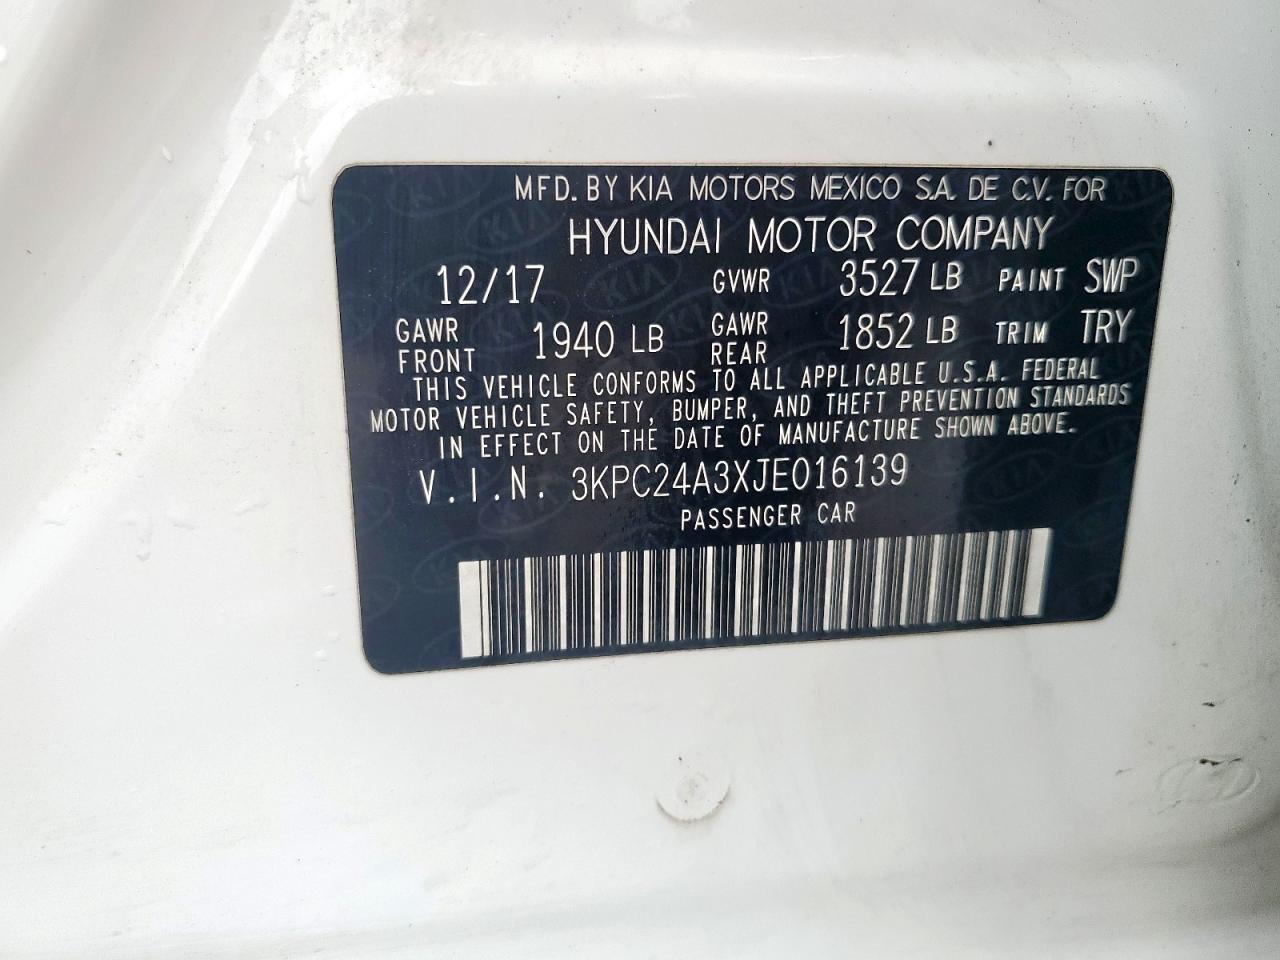 MFD. BY KIA MOTORS MEXICO S.A. DE C.V. FOR
HYUNDAI MOTOR COMPANY
12/17 GVWR 3527 LB PAINT SWP
GAWR FRONT 1940 LB GAWR REAR 1852 LB TRIM TRY
THIS VEHICLE CONFORMS TO ALL APPLICABLE U.S.A. FEDERAL
MOTOR VEHICLE SAFETY, BUMPER, AND THEFT PREVENTION STANDARDS
IN EFFECT ON THE DATE OF MANUFACTURE SHOWN ABOVE.
V.I.N. 3KPC24A3XJE016139
PASSENGER CAR